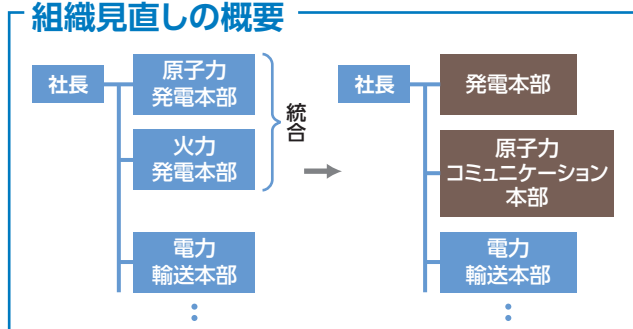 組織見直しの概要
社長
原子力
発電本部
火力
発電本部
統合
電力
輸送本部
社長
発電本部
原子力
コミュニケーション
本部
電力
輸送本部